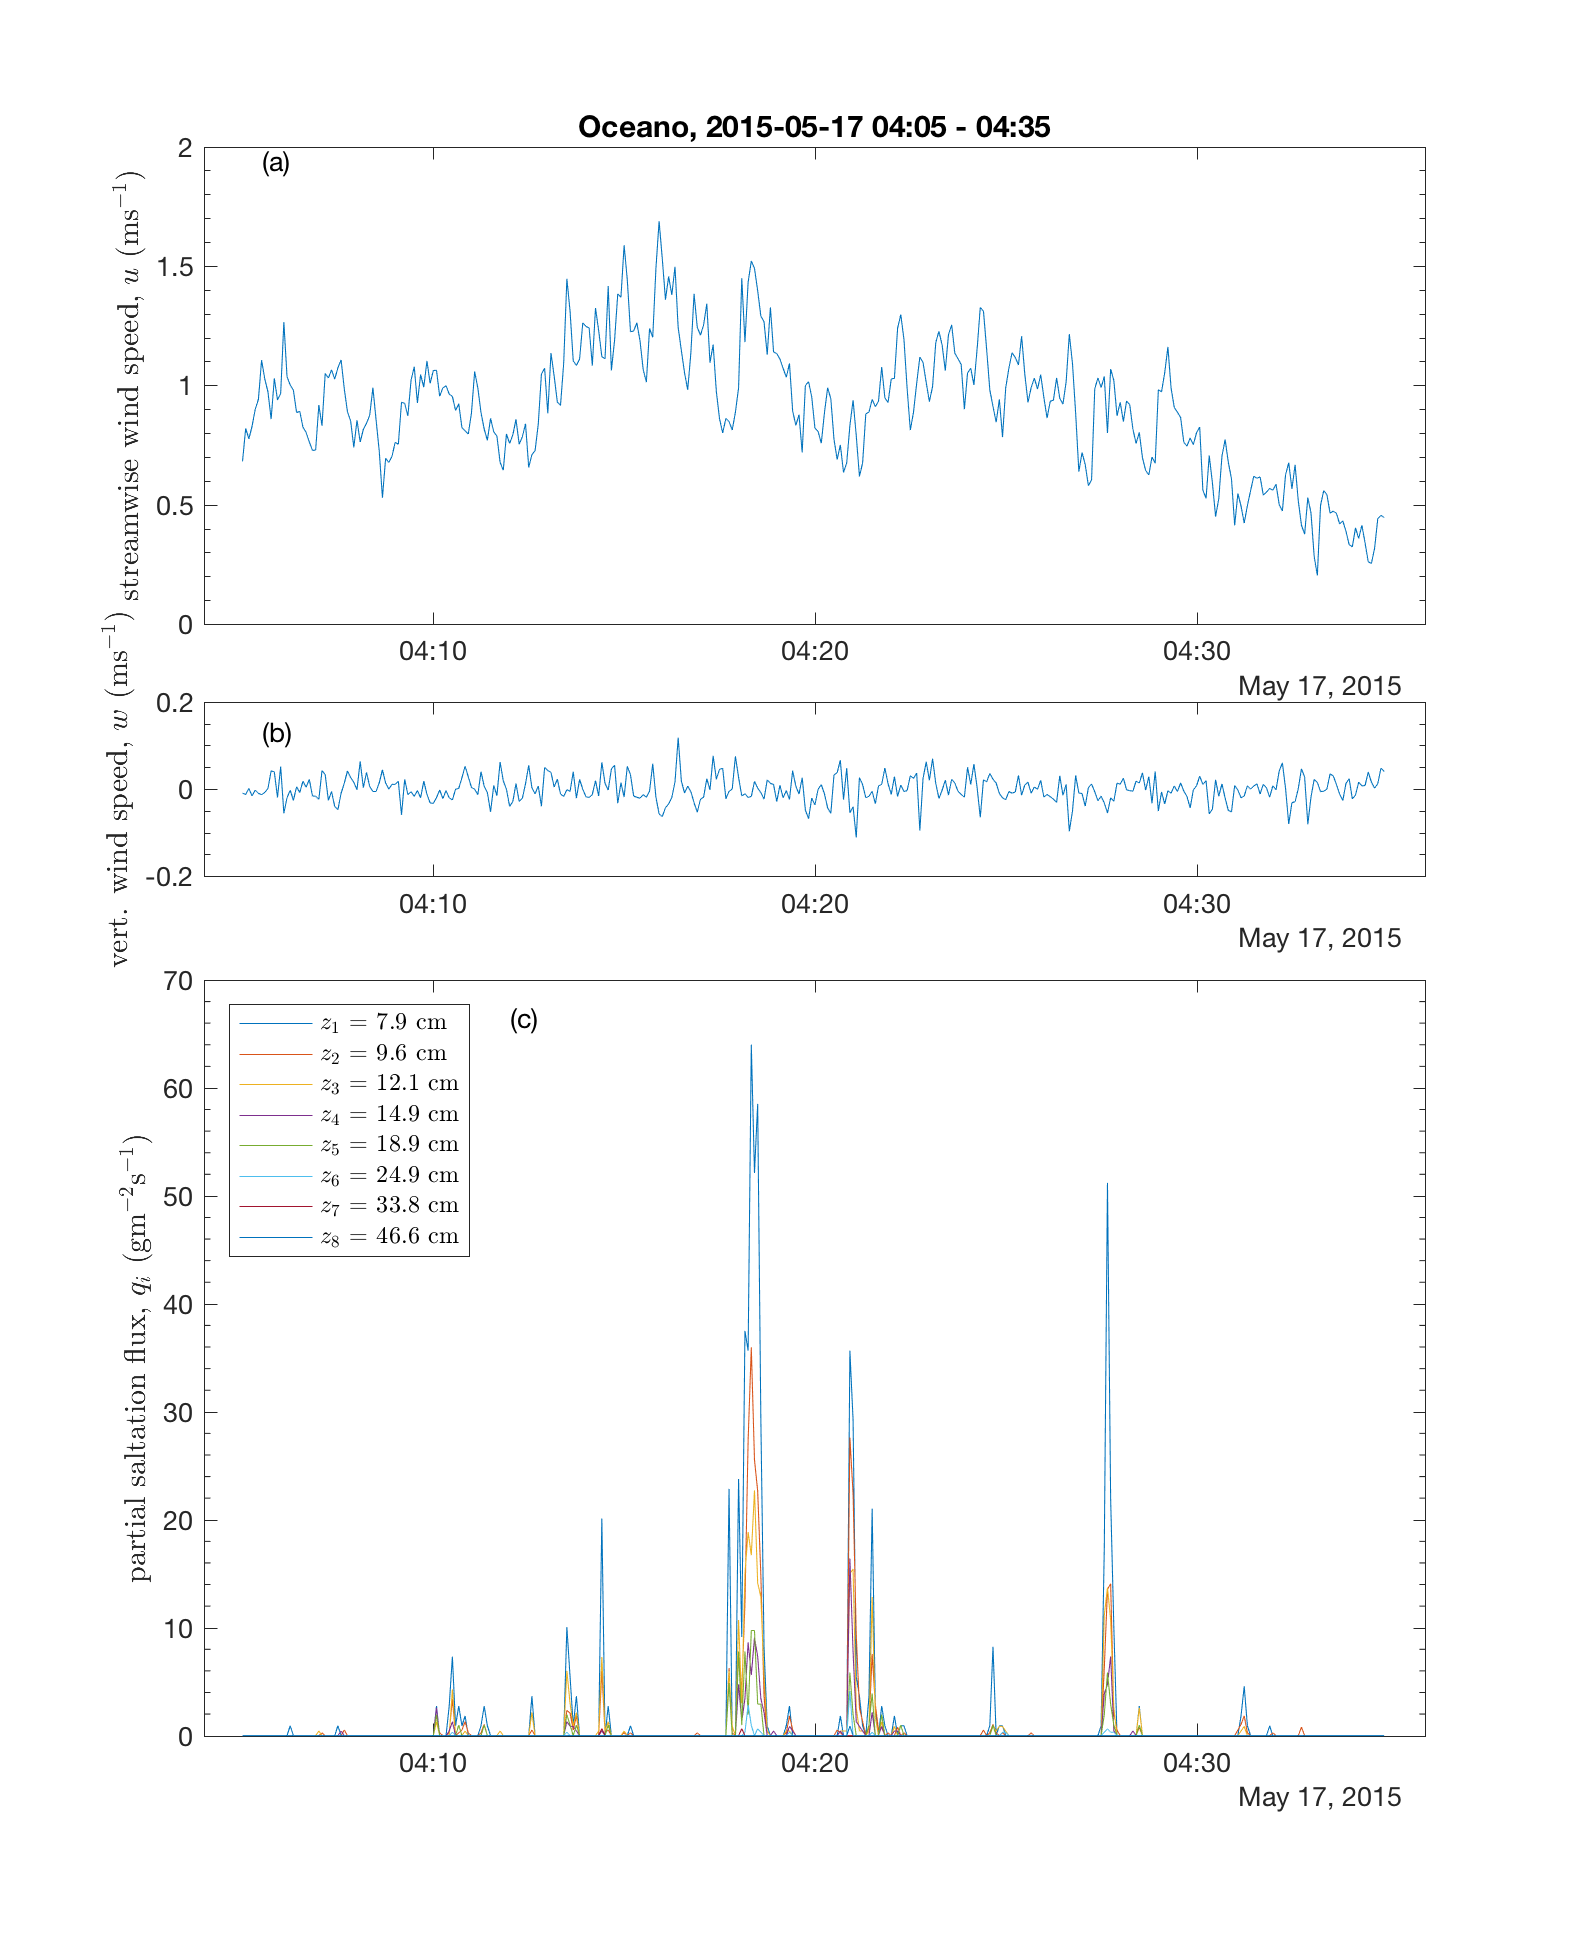 Oceano, 2015-05-17 04:05 - 04:35
(a)
streamwise wind speed, u (ms⁻¹)
2
1.5
1
0.5
0
04:10 04:20 04:30
May 17, 2015
(b)
vert. wind speed, w (ms⁻¹)
0.2
0
-0.2
04:10 04:20 04:30
May 17, 2015
(c)
partial saltation flux, qᵢ (gm⁻²s⁻¹)
70
60
50
40
30
20
10
0
z₁ = 7.9 cm
z₂ = 9.6 cm
z₃ = 12.1 cm
z₄ = 14.9 cm
z₅ = 18.9 cm
z₆ = 24.9 cm
z₇ = 33.8 cm
z₈ = 46.6 cm
04:10 04:20 04:30
May 17, 2015